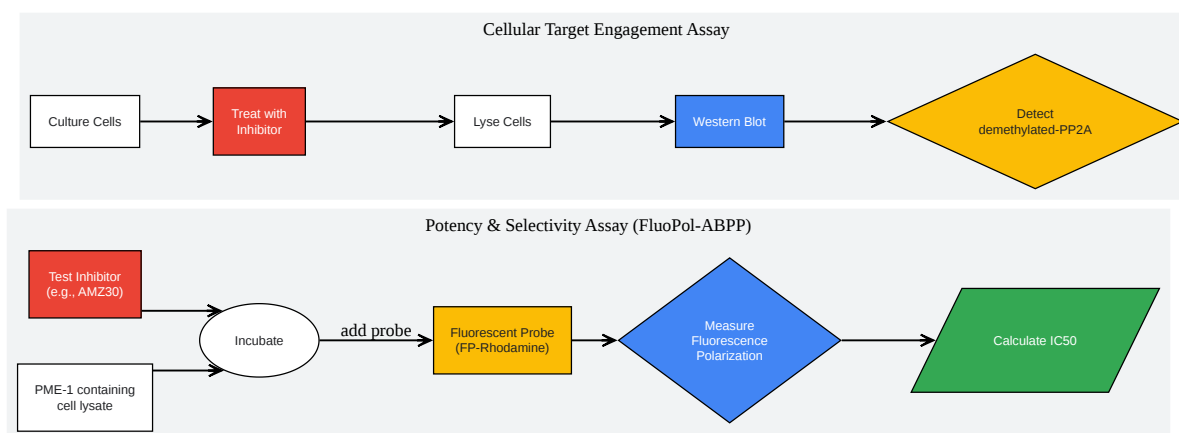 Cellular Target Engagement Assay
Culture Cells
Treat with
Inhibitor
Lyse Cells
Western Blot
Detect
demethylated-PP2A
Potency & Selectivity Assay (FluoPol-ABPP)
Test Inhibitor
(e.g., AMZ30)
PME-1 containing
cell lysate
Incubate
add probe
Fluorescent Probe
(FP-Rhodamine)
Measure
Fluorescence
Polarization
Calculate IC50